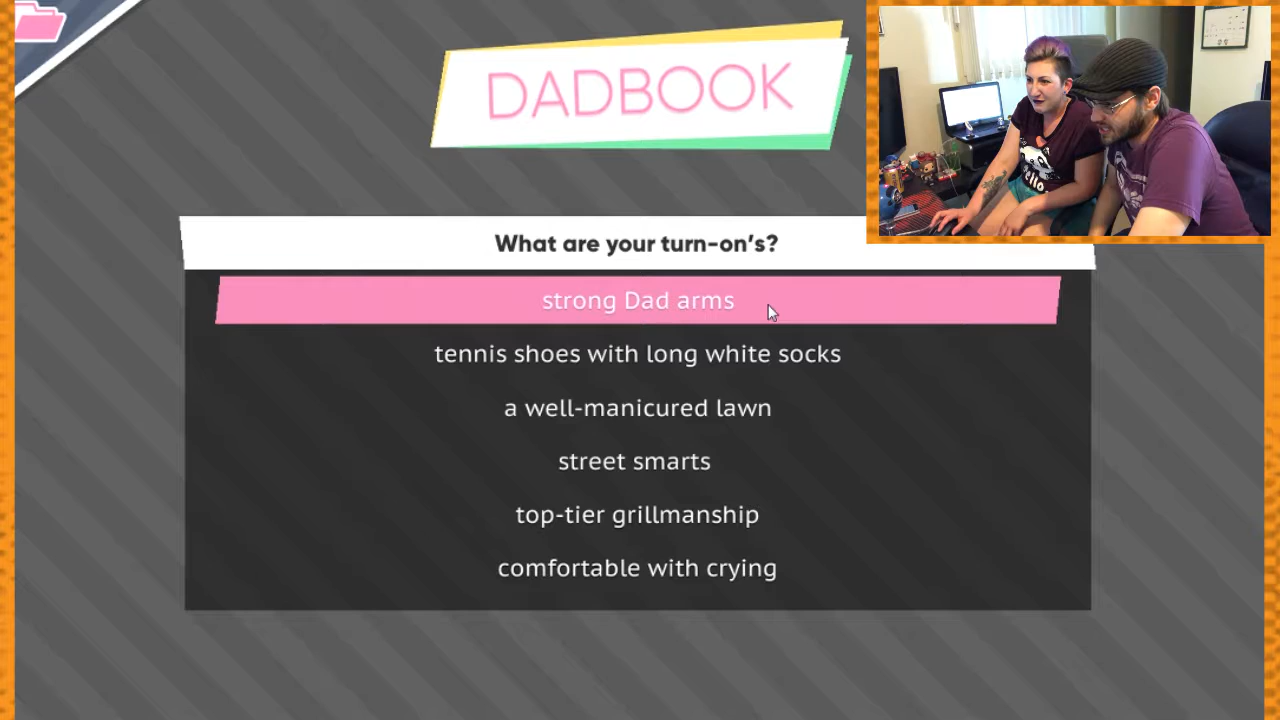 DADBOOK
What are your turn-on's?
strong Dad arms
tennis shoes with long white socks
a well-manicured lawn
street smarts
top-tier grillmanship
comfortable with crying
Hello